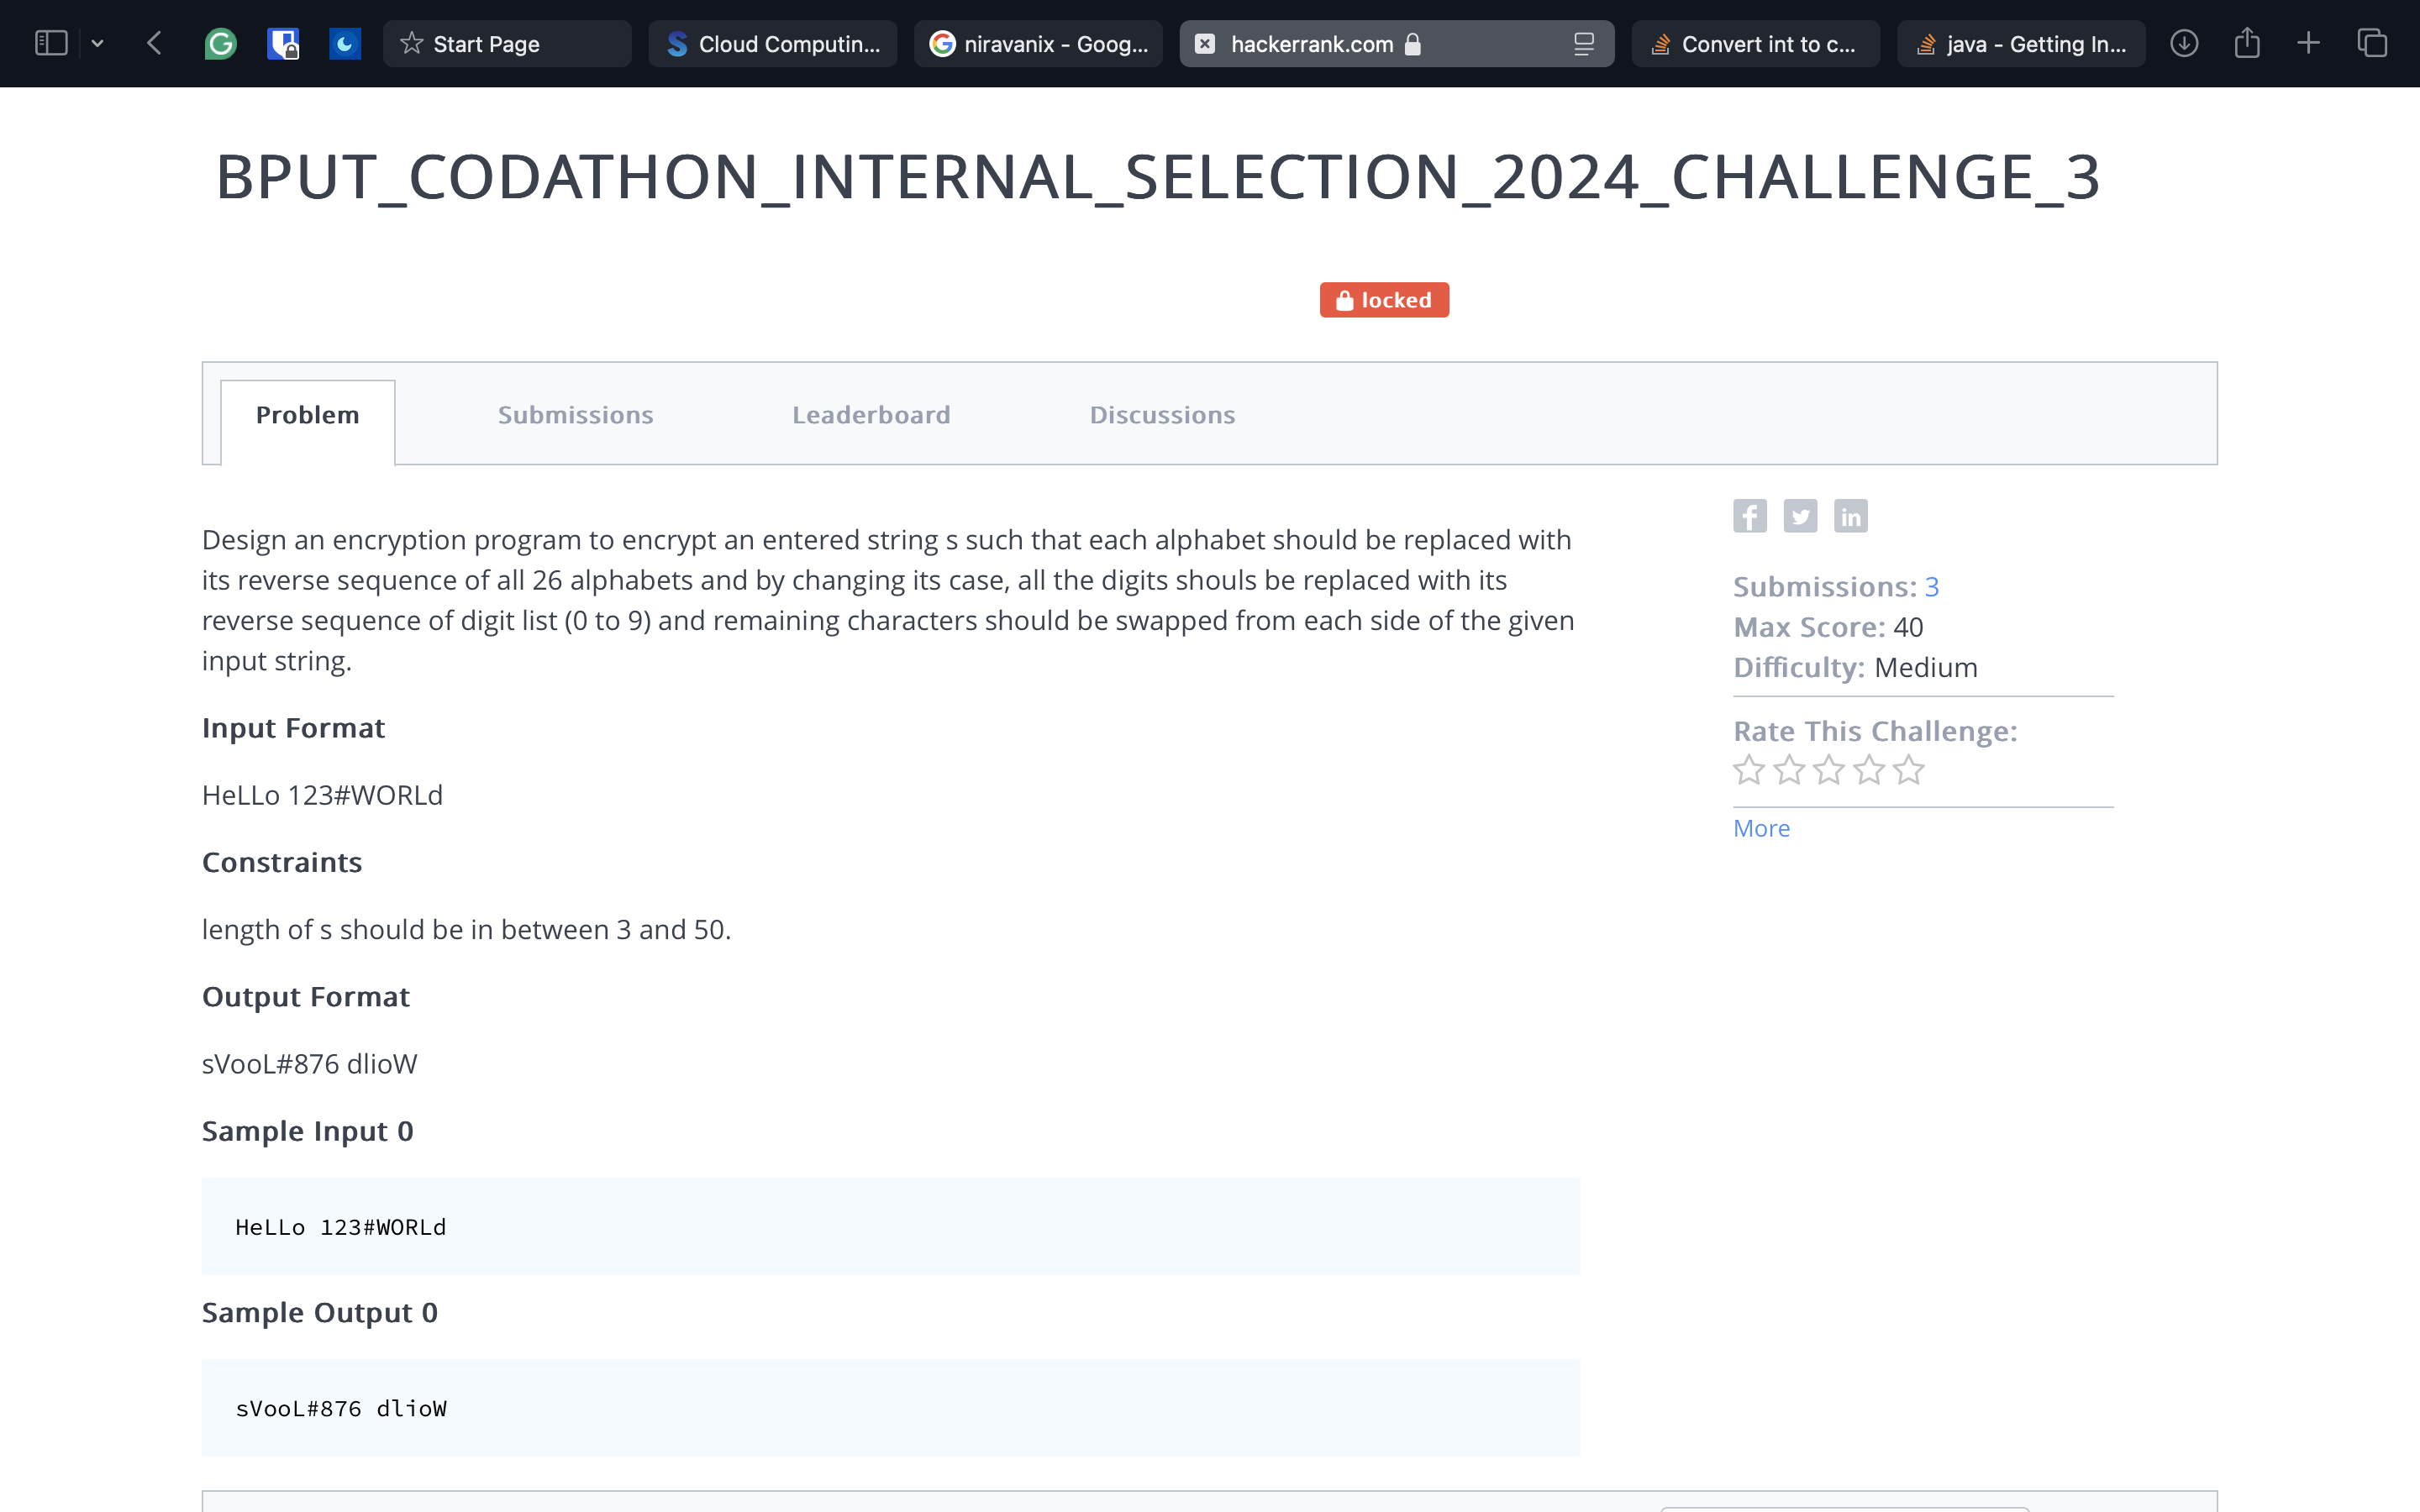 Start Page
Cloud Computin...
niravanix - Goog...
hackerrank.com
Convert int to c...
java - Getting In...
BPUT_CODATHON_INTERNAL_SELECTION_2024_CHALLENGE_3
locked
Problem
Submissions
Leaderboard
Discussions
Design an encryption program to encrypt an entered string s such that each alphabet should be replaced with
its reverse sequence of all 26 alphabets and by changing its case, all the digits shouls be replaced with its
reverse sequence of digit list (0 to 9) and remaining characters should be swapped from each side of the given
input string.
Input Format
HeLLo 123#WORLd
Constraints
length of s should be in between 3 and 50.
Output Format
sVooL#876 dlioW
Sample Input 0
HeLLo 123#WORLd
Sample Output 0
sVooL#876 dlioW
Submissions: 3
Max Score: 40
Difficulty: Medium
Rate This Challenge:
More